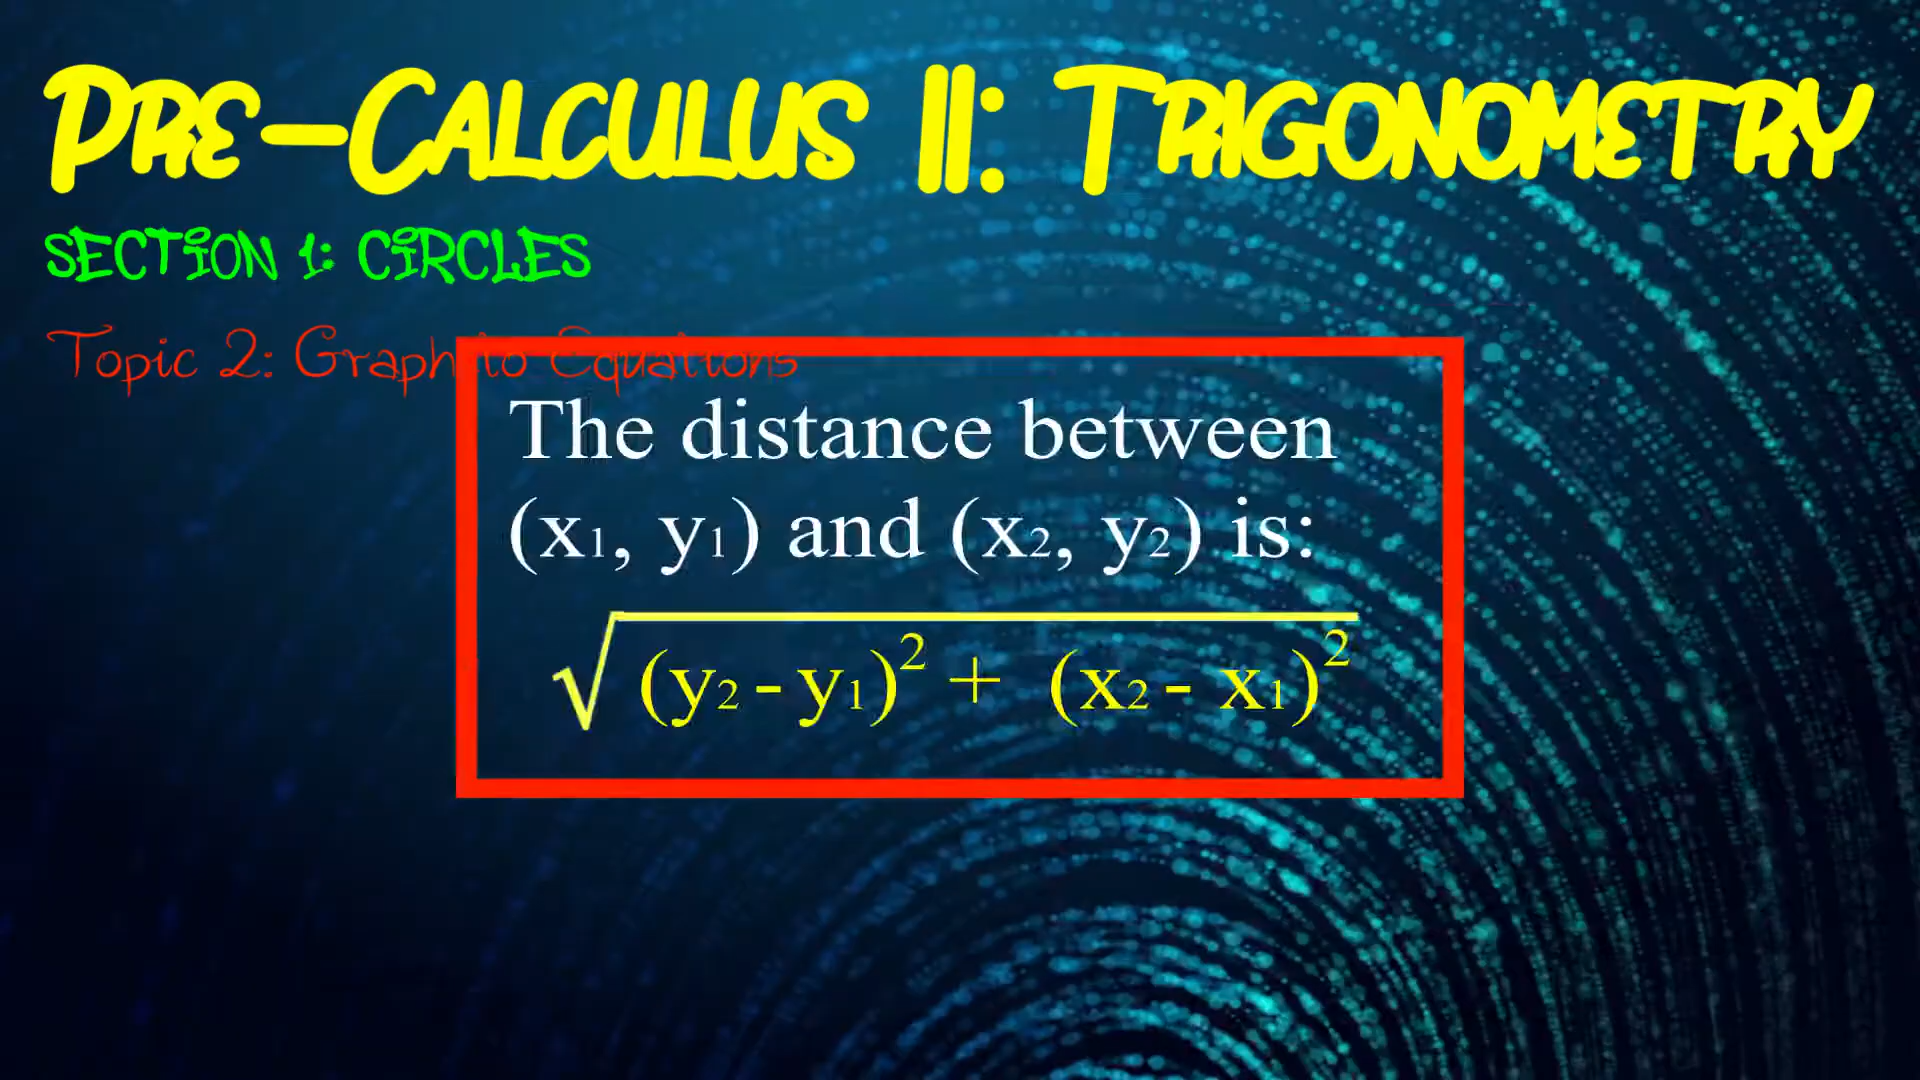 PRE-CALCULUS II: TRIGONOMETRY
SECTION 1: CIRCLES
Topic 2: Graph to Equations
The distance between
(x₁, y₁) and (x₂, y₂) is:
√(y₂ - y₁)² + (x₂ - x₁)²